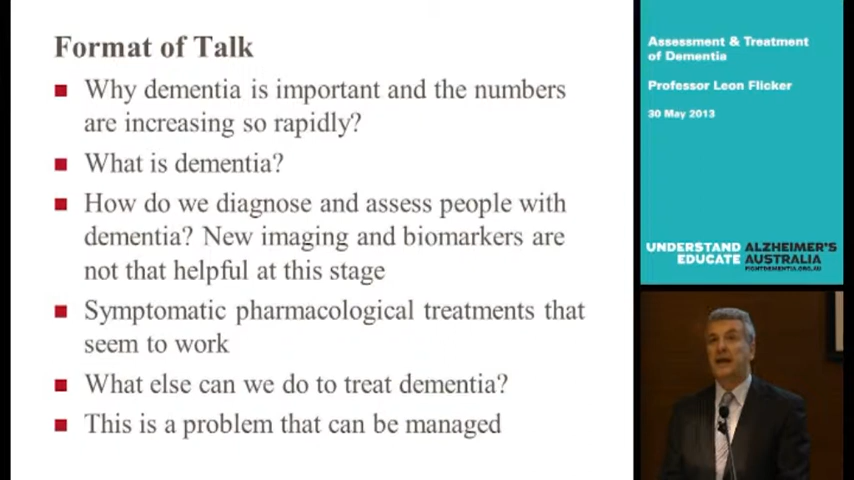 Format of Talk
Why dementia is important and the numbers
are increasing so rapidly?
What is dementia?
How do we diagnose and assess people with
dementia? New imaging and biomarkers are
not that helpful at this stage
Symptomatic pharmacological treatments that
seem to work
What else can we do to treat dementia?
This is a problem that can be managed
Assessment & Treatment
of Dementia
Professor Leon Flicker
30 May 2013
UNDERSTAND ALZHEIMER'S
EDUCATE AUSTRALIA
FIGHTDEMENTIA.ORG.AU